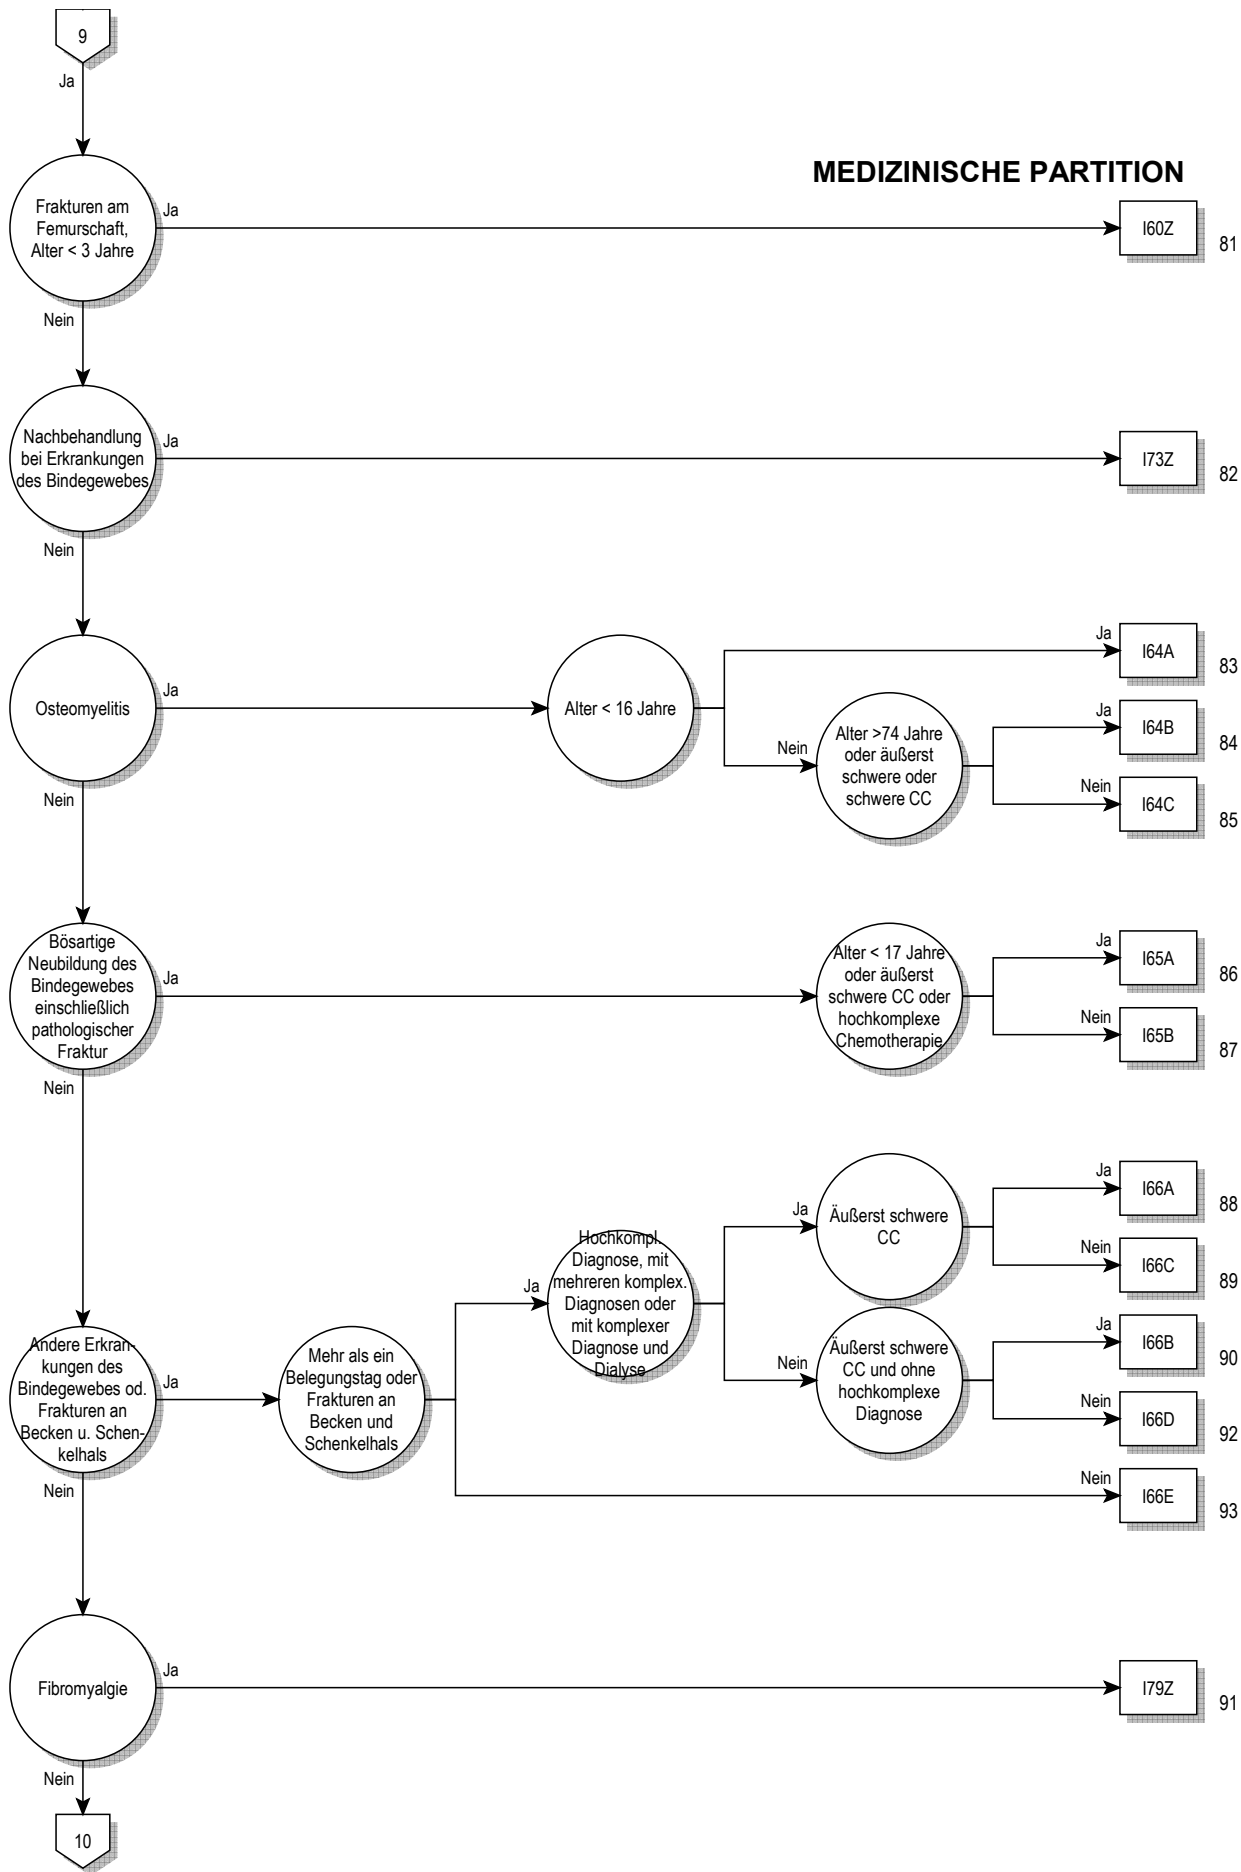 9
Ja
MEDIZINISCHE PARTITION
Frakturen am
Femurschaft,
Alter < 3 Jahre
Ja
I60Z
81
Nein
Nachbehandlung
bei Erkrankungen
des Bindegewebes
Ja
I73Z
82
Nein
Osteomyelitis
Ja
Alter < 16 Jahre
Ja
I64A
83
Nein
Alter >74 Jahre
oder äußerst
schwere oder
schwere CC
Ja
I64B
84
Nein
I64C
85
Nein
Bösartige
Neubildung des
Bindegewebes
einschließlich
pathologischer
Fraktur
Ja
Alter < 17 Jahre
oder äußerst
schwere CC oder
hochkomplexe
Chemotherapie
Ja
I65A
86
Nein
I65B
87
Nein
Andere Erkran-
kungen des
Bindegewebes od.
Frakturen an
Becken u. Schen-
kelhals
Ja
Mehr als ein
Belegungstag oder
Frakturen an
Becken und
Schenkelhals
Ja
Hochkompl.
Diagnose, mit
mehreren komplex.
Diagnosen oder
mit komplexer
Diagnose und
Dialyse
Ja
Äußerst schwere
CC
Ja
I66A
88
Nein
I66C
89
Nein
Äußerst schwere
CC und ohne
hochkomplexe
Diagnose
Ja
I66B
90
Nein
I66D
92
Nein
I66E
93
Nein
Fibromyalgie
Ja
I79Z
91
Nein
10